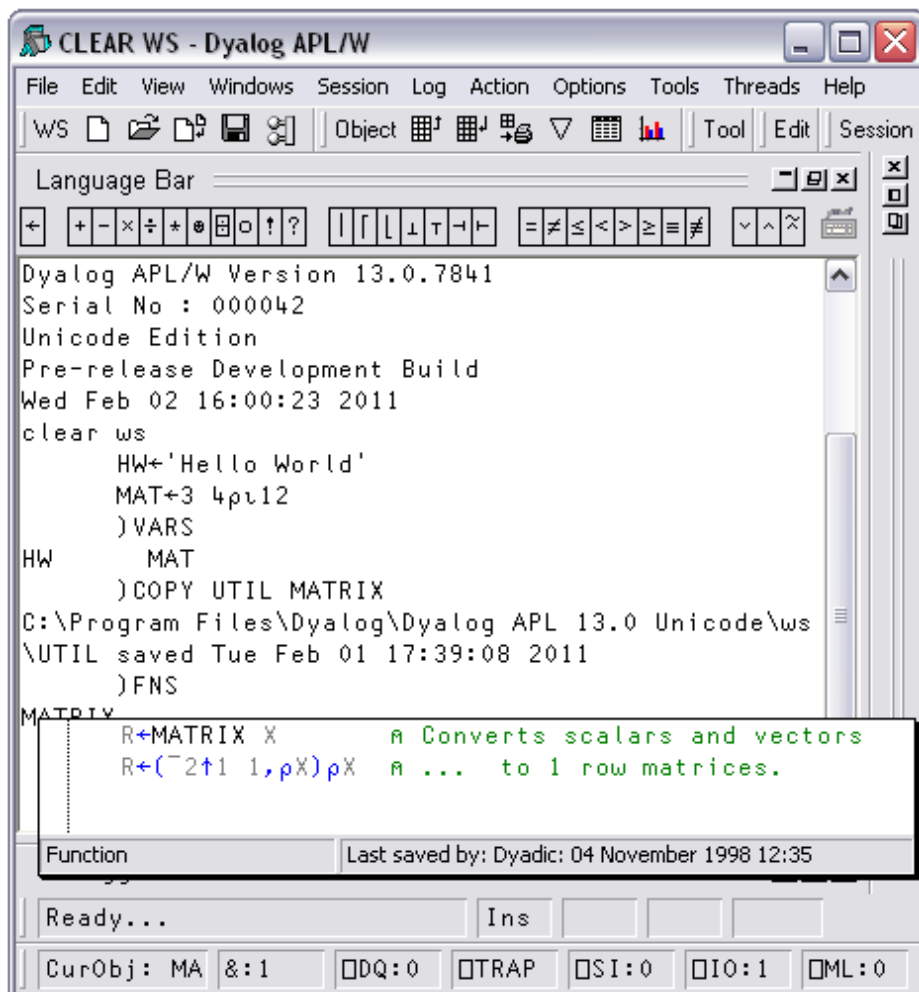 CLEAR WS - Dyalog APL/W
File Edit View Windows Session Log Action Options Tools Threads Help
WS Object Tool Edit Session
Language Bar
← + - × ÷ * ⍟ ⌹ ○ ! ? | ⌈ ⌊ ⊥ ⊤ ⊣ ⊢ = ≠ ≤ < > ≥ ≡ ≢ ∨ ∧ ⍲
Dyalog APL/W Version 13.0.7841
Serial No : 000042
Unicode Edition
Pre-release Development Build
Wed Feb 02 16:00:23 2011
clear ws
HW←'Hello World'
MAT←3 4⍴⍳12
)VARS
HW MAT
)COPY UTIL MATRIX
C:\Program Files\Dyalog\Dyalog APL 13.0 Unicode\ws
\UTIL saved Tue Feb 01 17:39:08 2011
)FNS
MATRIX
R←MATRIX X ⍝ Converts scalars and vectors
R←(¯2↑1 1,⍴X)⍴X ⍝ ... to 1 row matrices.
Function Last saved by: Dyadic: 04 November 1998 12:35
Ready... Ins
CurObj: MA &:1 ⎕DQ:0 ⎕TRAP ⎕SI:0 ⎕IO:1 ⎕ML:0